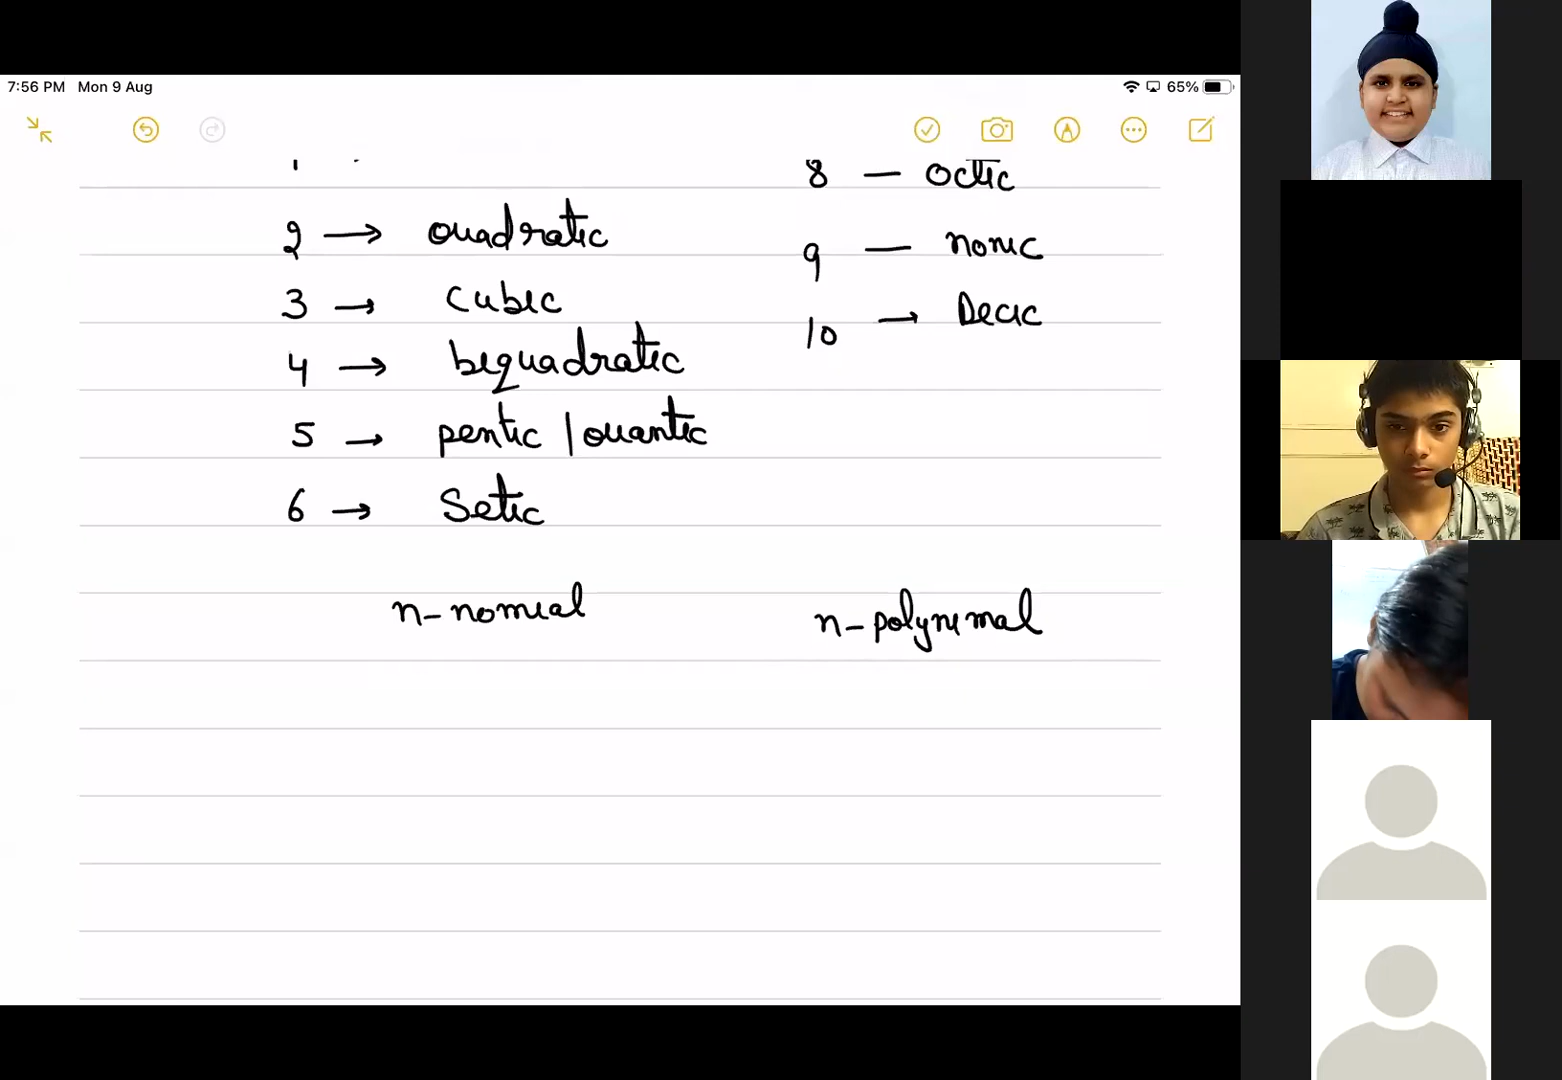 7:56 PM Mon 9 Aug
65%
2 → quadratic
3 → cubic
4 → biquadratic
5 → pentic / quantic
6 → Setic
8 — octic
9 — nonic
10 → Decic
n-nomial
n-polynimal